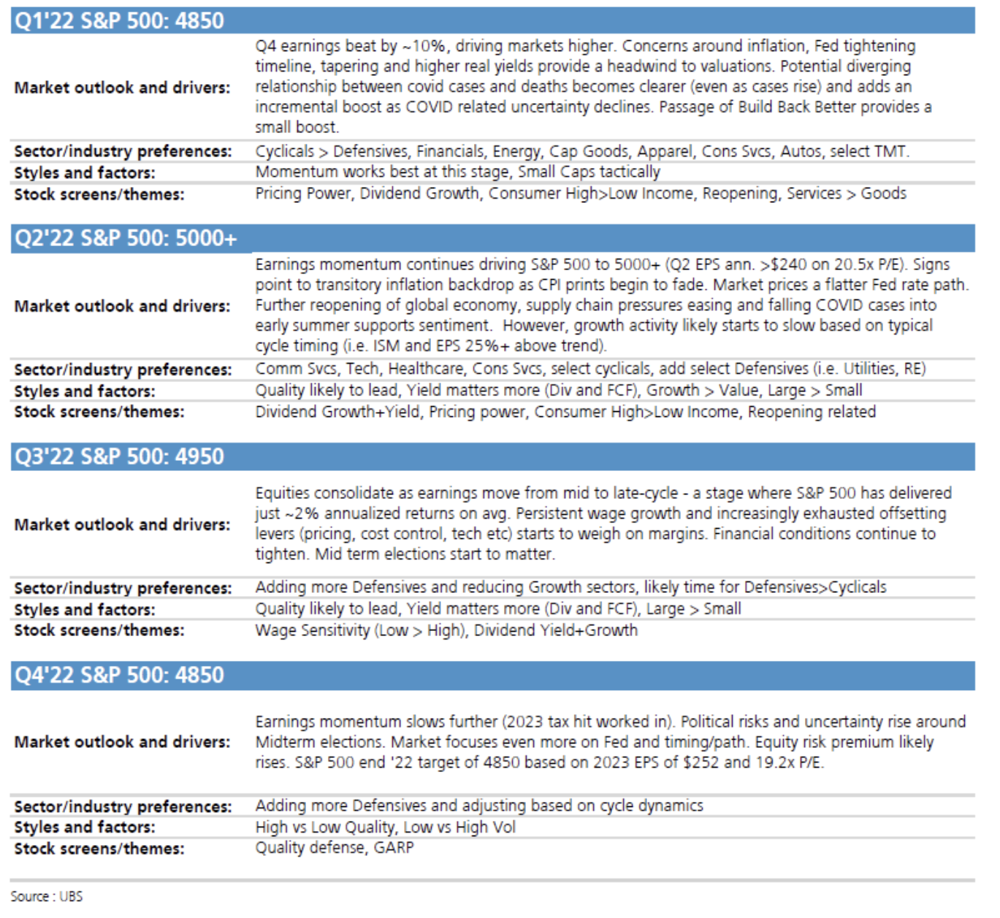 Q1'22 S&P 500: 4850
Market outlook and drivers:
Q4 earnings beat by ~10%, driving markets higher. Concerns around inflation, Fed tightening
timeline, tapering and higher real yields provide a headwind to valuations. Potential diverging
relationship between covid cases and deaths becomes clearer (even as cases rise) and adds an
incremental boost as COVID related uncertainty declines. Passage of Build Back Better provides a
small boost.
Sector/industry preferences: Cyclicals > Defensives, Financials, Energy, Cap Goods, Apparel, Cons Svcs, Autos, select TMT.
Styles and factors: Momentum works best at this stage, Small Caps tactically
Stock screens/themes: Pricing Power, Dividend Growth, Consumer High>Low Income, Reopening, Services > Goods
Q2'22 S&P 500: 5000+
Market outlook and drivers:
Earnings momentum continues driving S&P 500 to 5000+ (Q2 EPS ann. >$240 on 20.5x P/E). Signs
point to transitory inflation backdrop as CPI prints begin to fade. Market prices a flatter Fed rate path.
Further reopening of global economy, supply chain pressures easing and falling COVID cases into
early summer supports sentiment. However, growth activity likely starts to slow based on typical
cycle timing (i.e. ISM and EPS 25%+ above trend).
Sector/industry preferences: Comm Svcs, Tech, Healthcare, Cons Svcs, select cyclicals, add select Defensives (i.e. Utilities, RE)
Styles and factors: Quality likely to lead, Yield matters more (Div and FCF), Growth > Value, Large > Small
Stock screens/themes: Dividend Growth+Yield, Pricing power, Consumer High>Low Income, Reopening related
Q3'22 S&P 500: 4950
Market outlook and drivers:
Equities consolidate as earnings move from mid to late-cycle - a stage where S&P 500 has delivered
just ~2% annualized returns on avg. Persistent wage growth and increasingly exhausted offsetting
levers (pricing, cost control, tech etc) starts to weigh on margins. Financial conditions continue to
tighten. Mid term elections start to matter.
Sector/industry preferences: Adding more Defensives and reducing Growth sectors, likely time for Defensives>Cyclicals
Styles and factors: Quality likely to lead, Yield matters more (Div and FCF), Large > Small
Stock screens/themes: Wage Sensitivity (Low > High), Dividend Yield+Growth
Q4'22 S&P 500: 4850
Market outlook and drivers:
Earnings momentum slows further (2023 tax hit worked in). Political risks and uncertainty rise around
Midterm elections. Market focuses even more on Fed and timing/path. Equity risk premium likely
rises. S&P 500 end '22 target of 4850 based on 2023 EPS of $252 and 19.2x P/E.
Sector/industry preferences: Adding more Defensives and adjusting based on cycle dynamics
Styles and factors: High vs Low Quality, Low vs High Vol
Stock screens/themes: Quality defense, GARP
Source : UBS